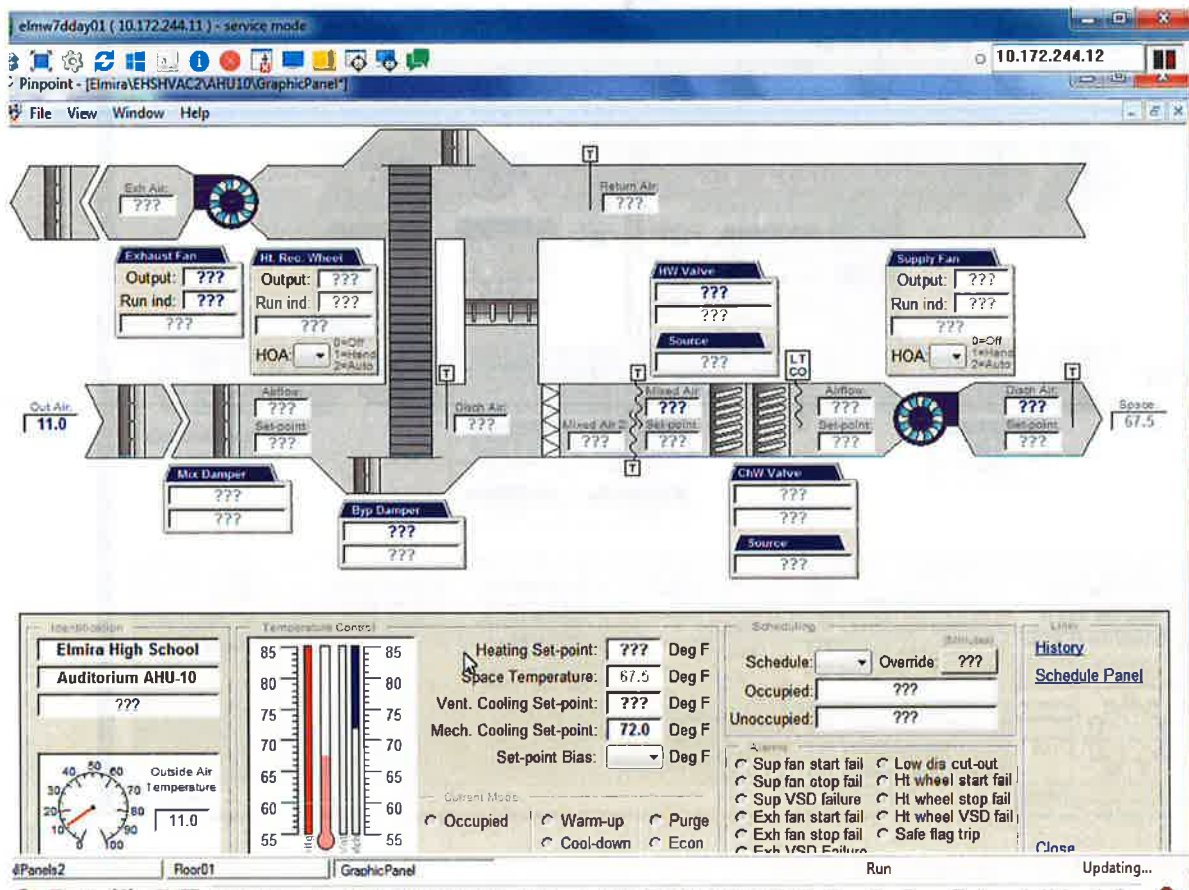 elmw7dday01 ( 10.172.244.11 ) - service mode
10.172.244.12
Pinpoint - [Elmira\EHSHVAC2\AHU10\GraphicPanel*]
File View Window Help
T
Exh Air:
???
Return Air:
???
Exhaust Fan
Output: ???
Run ind: ???
???
Ht. Rec. Wheel
Output: ???
Run ind: ???
???
HOA:
0=Off
1=Hand
2=Auto
HW Valve
???
???
Source
???
Supply Fan
Output: ???
Run ind: ???
???
HOA:
0=Off
1=Hand
2=Auto
LT
CO
Out Air:
11.0
Airflow:
???
Set-point:
???
T
Disch Air:
???
Mixed Air 2:
???
T
T
Mixed Air:
???
Set-point:
???
Airflow:
???
Set-point:
???
Disch Air:
???
Set-point:
???
T
Space
67.5
Mix Damper
???
???
Byp Damper
???
???
ChW Valve
???
???
Source
???
Identification
Elmira High School
Auditorium AHU-10
???
Outside Air
Temperature
11.0
0 10 20 30 40 50 60 70 80 90 100
Temperature Control
85 85
80 80
75 75
70 70
65 65
60 60
55 55
Heating Set-point: ??? Deg F
Space Temperature: 67.5 Deg F
Vent. Cooling Set-point: ??? Deg F
Mech. Cooling Set-point: 72.0 Deg F
Set-point Bias: Deg F
Current Mode
Occupied Warm-up Purge
Cool-down Econ
Scheduling
(Minutes)
Schedule: Override: ???
Occupied: ???
Unoccupied: ???
Alarms
Sup fan start fail Low dis cut-out
Sup fan stop fail Ht wheel start fail
Sup VSD failure Ht wheel stop fail
Exh fan start fail Ht wheel VSD fail
Exh fan stop fail Safe flag trip
Exh VSD Failure
Links
History
Schedule Panel
Close
Panels2 Floor01 GraphicPanel Run Updating...